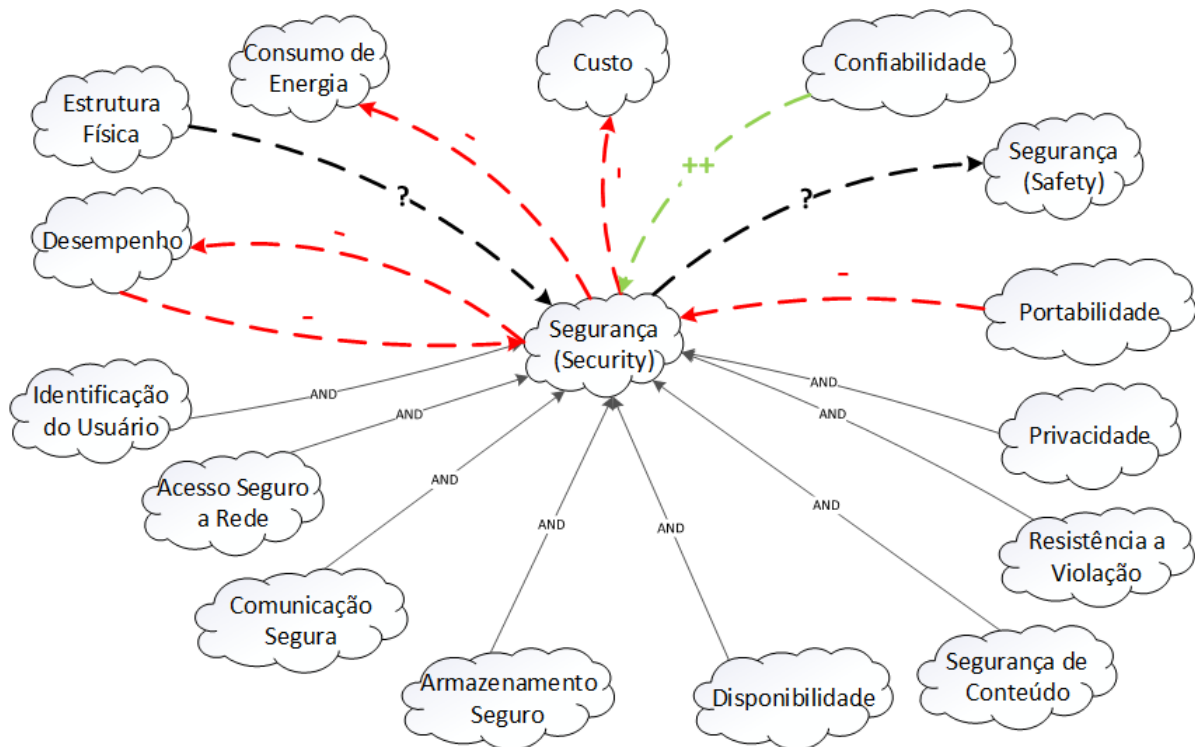 Consumo de
Energia
Custo
Confiabilidade
Estrutura
Física
-
-
++
Segurança
(Safety)
?
?
Desempenho
-
-
-
Segurança
(Security)
Portabilidade
Identificação
do Usuário
AND
AND
AND
AND
AND
AND
AND
AND
Privacidade
Acesso Seguro
a Rede
Resistência a
Violação
Comunicação
Segura
Armazenamento
Seguro
Disponibilidade
Segurança de
Conteúdo